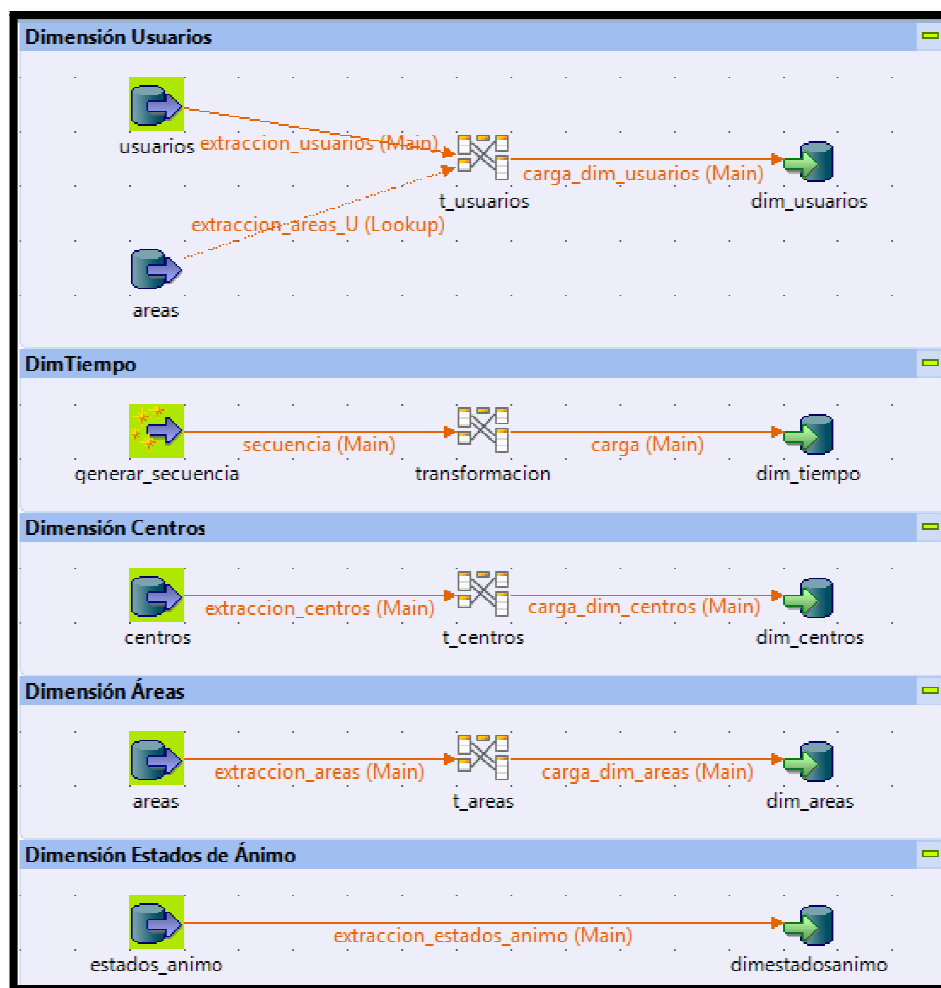 Dimensión Usuarios
usuarios
extraccion_usuarios (Main)
t_usuarios
carga_dim_usuarios (Main)
dim_usuarios
extraccion_areas_U (Lookup)
areas
DimTiempo
generar_secuencia
secuencia (Main)
transformacion
carga (Main)
dim_tiempo
Dimensión Centros
centros
extraccion_centros (Main)
t_centros
carga_dim_centros (Main)
dim_centros
Dimensión Áreas
areas
extraccion_areas (Main)
t_areas
carga_dim_areas (Main)
dim_areas
Dimensión Estados de Ánimo
estados_animo
extraccion_estados_animo (Main)
dimestadosanimo